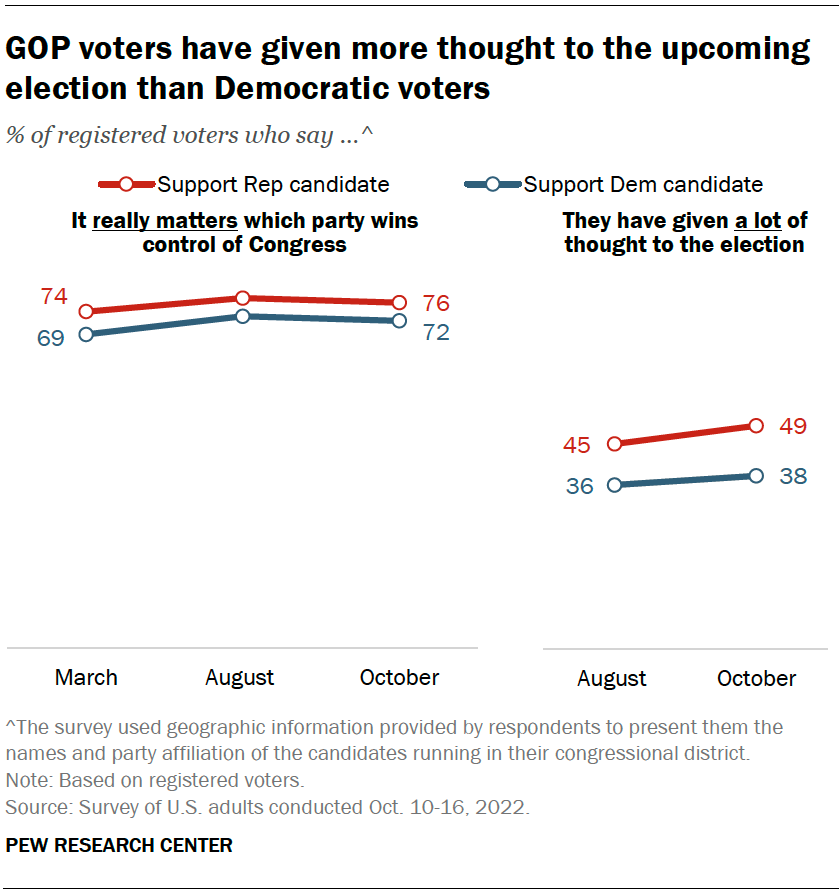 GOP voters have given more thought to the upcoming
election than Democratic voters
% of registered voters who say …^
Support Rep candidate
Support Dem candidate
It really matters which party wins
control of Congress
They have given a lot of
thought to the election
74
76
69
72
45
49
36
38
March
August
October
August
October
^The survey used geographic information provided by respondents to present them the
names and party affiliation of the candidates running in their congressional district.
Note: Based on registered voters.
Source: Survey of U.S. adults conducted Oct. 10-16, 2022.
PEW RESEARCH CENTER